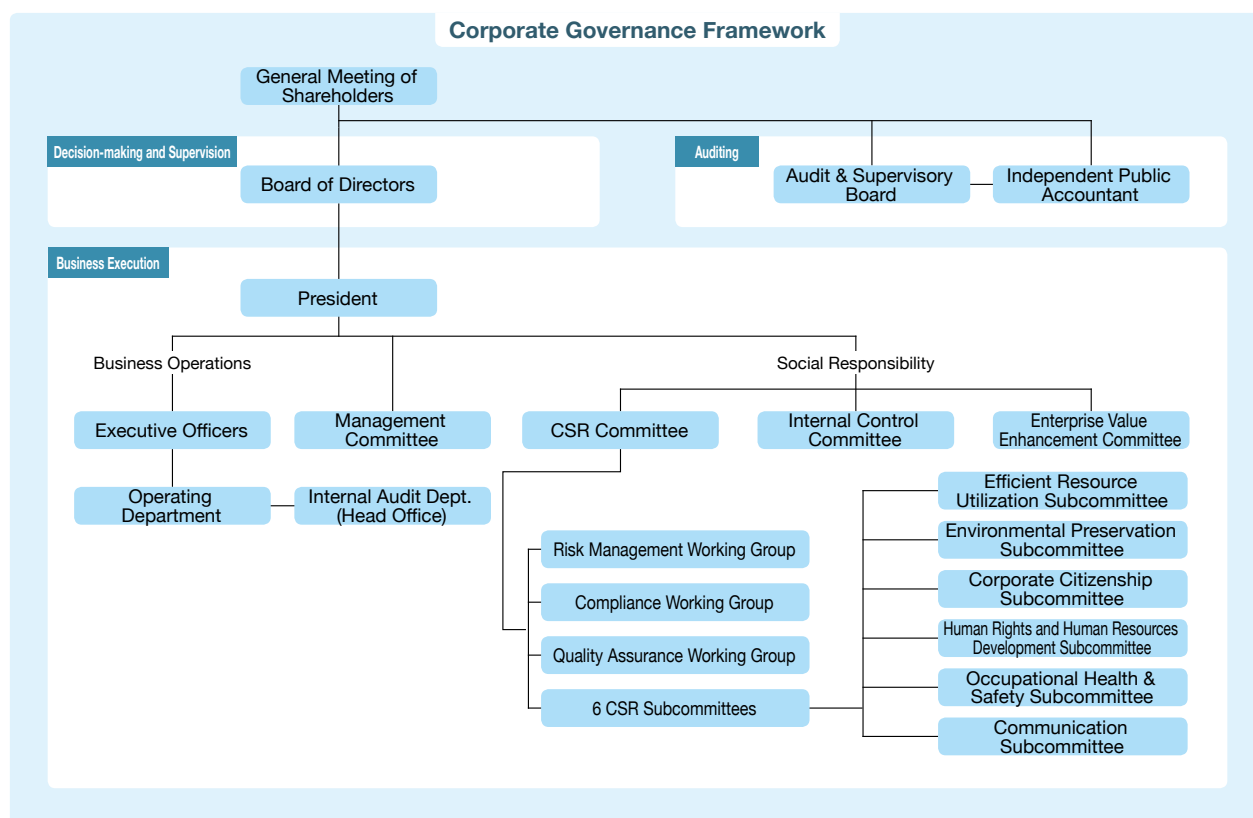 Corporate Governance Framework
General Meeting of
Shareholders
Decision-making and Supervision
Board of Directors
Auditing
Audit & Supervisory
Board
Independent Public
Accountant
Business Execution
President
Business Operations
Social Responsibility
Executive Officers
Management
Committee
CSR Committee
Internal Control
Committee
Enterprise Value
Enhancement Committee
Operating
Department
Internal Audit Dept.
(Head Office)
Risk Management Working Group
Compliance Working Group
Quality Assurance Working Group
6 CSR Subcommittees
Efficient Resource
Utilization Subcommittee
Environmental Preservation
Subcommittee
Corporate Citizenship
Subcommittee
Human Rights and Human Resources
Development Subcommittee
Occupational Health &
Safety Subcommittee
Communication
Subcommittee